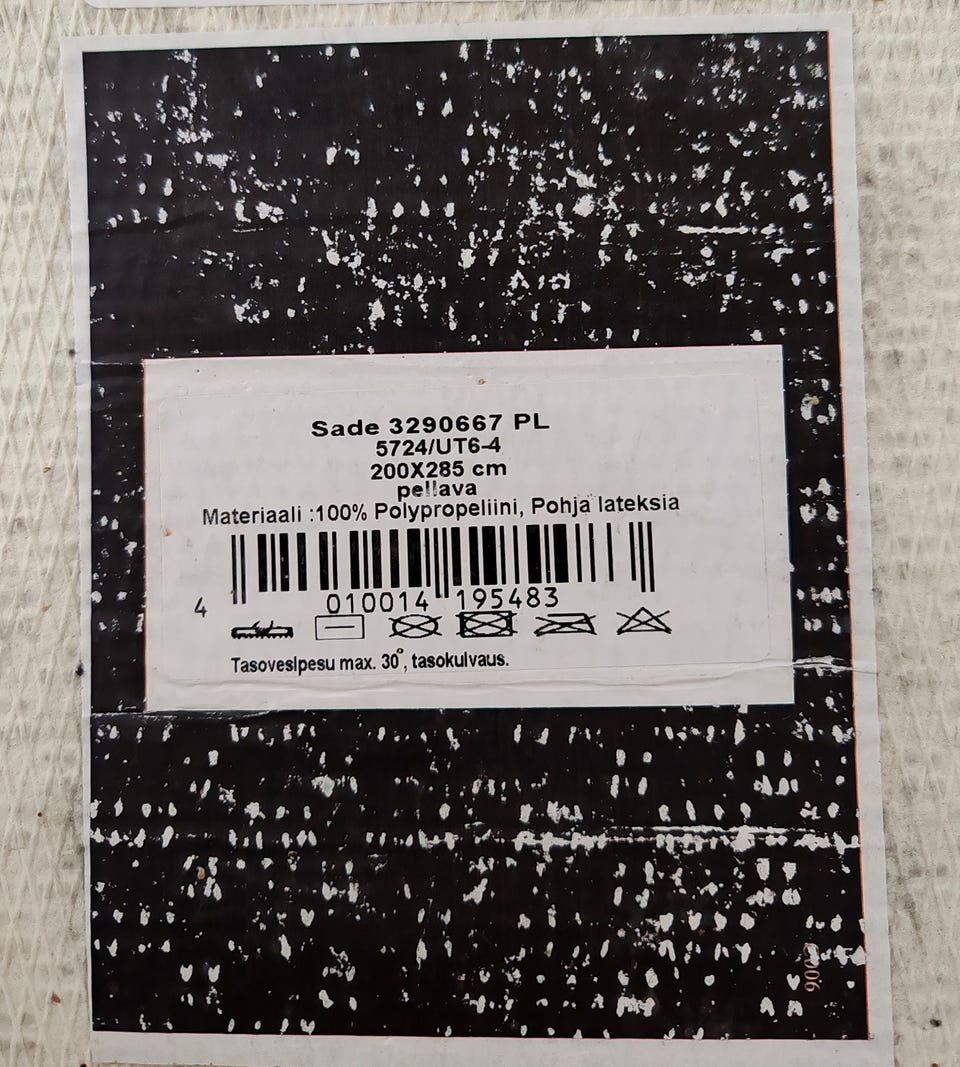 Sade 3290667 PL
5724/UT6-4
200X285 cm
pellava
Materiaali :100% Polypropeliini, Pohja lateksia
4 010014 195483
Tasovesipesu max. 30°, tasokuivaus.